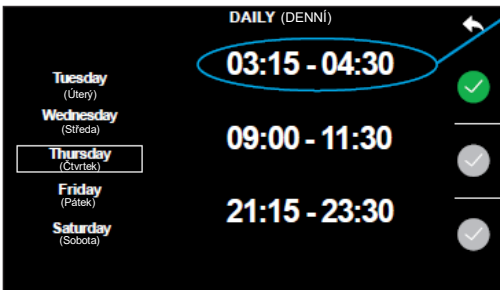 DAILY (DENNÍ)
Tuesday
(Úterý)
Wednesday
(Středa)
Thursday
(Čtvrtek)
Friday
(Pátek)
Saturday
(Sobota)
03:15 - 04:30
09:00 - 11:30
21:15 - 23:30